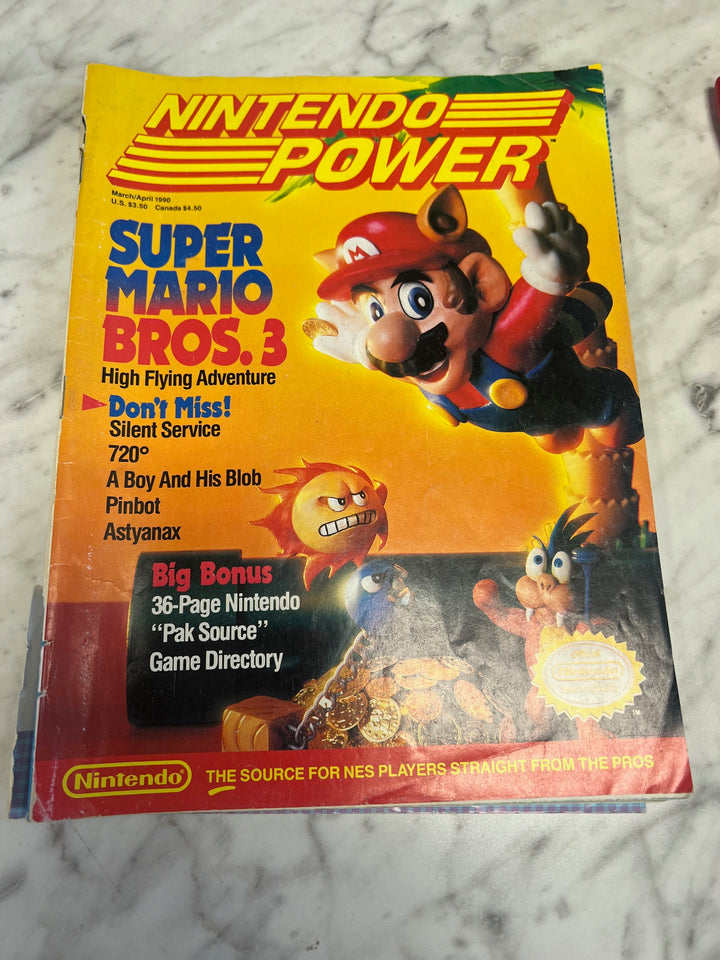 NINTENDO
POWER™
March/April 1990
U.S. $3.50 Canada $4.50
SUPER
MARIO
BROS. 3
High Flying Adventure
Don't Miss!
Silent Service
720°
A Boy And His Blob
Pinbot
Astyanax
M
Big Bonus
36-Page Nintendo
"Pak Source"
Game Directory
TM
Nintendo®
THE SOURCE FOR NES PLAYERS STRAIGHT FROM THE PROS